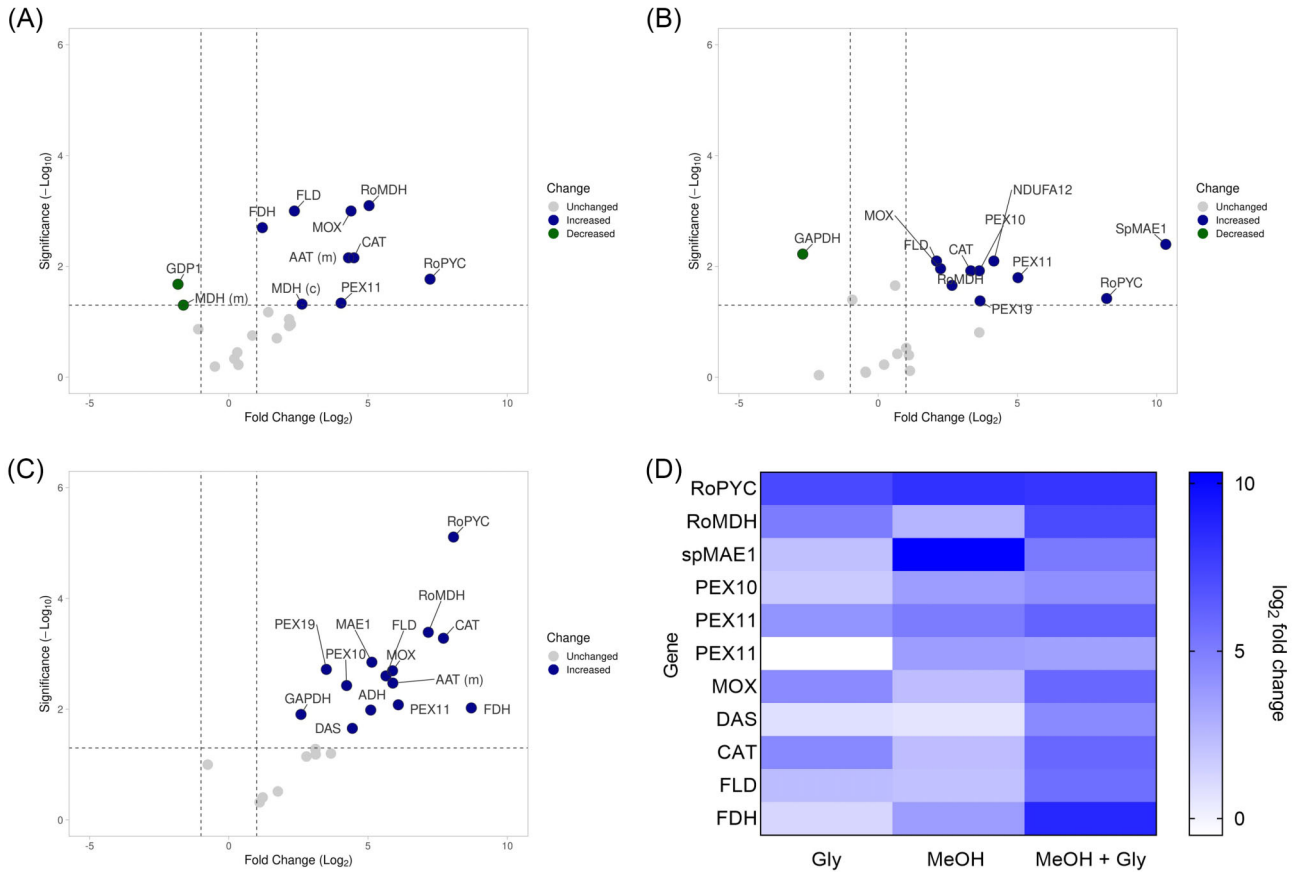 (A)
6
4
2
0
Significance (−Log10)
-5
0
5
10
Fold Change (Log2)
RoMDH
FLD
FDH
MOX
CAT
AAT (m)
RoPYC
GDP1
MDH (m)
MDH (c)
PEX11
Change
Unchanged
Increased
Decreased
(B)
6
4
2
0
Significance (−Log10)
-5
0
5
10
Fold Change (Log2)
NDUFA12
MOX
PEX10
SpMAE1
GAPDH
FLD
CAT
PEX11
RoMDH
RoPYC
PEX19
Change
Unchanged
Increased
Decreased
(C)
6
4
2
0
Significance (−Log10)
-5
0
5
10
Fold Change (Log2)
RoPYC
RoMDH
PEX19
MAE1
FLD
CAT
PEX10
MOX
AAT (m)
GAPDH
ADH
PEX11
FDH
DAS
Change
Unchanged
Increased
(D)
Gene
RoPYC
RoMDH
spMAE1
PEX10
PEX11
PEX11
MOX
DAS
CAT
FLD
FDH
Gly
MeOH
MeOH + Gly
10
5
0
log2 fold change